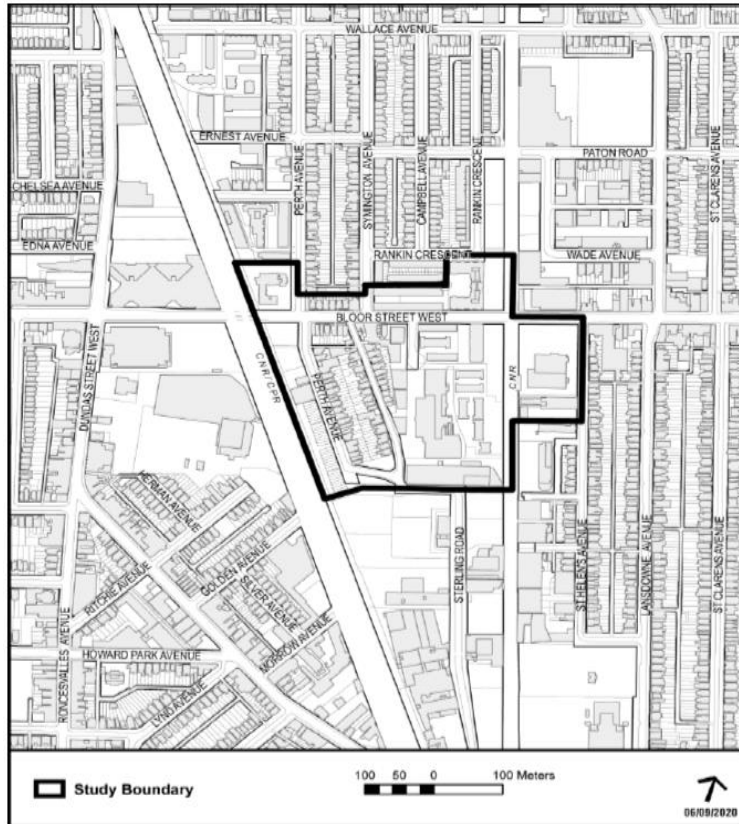 WALLACE AVENUE
ERNEST AVENUE
PERTH AVENUE
SYMINGTON AVENUE
CAMPBELL AVENUE
RANKIN CRESCENT
PATON ROAD
ST CLARENS AVENUE
CHELSEA AVENUE
EDNA AVENUE
RANKIN CRESCENT
WADE AVENUE
BLOOR STREET WEST
DUNDAS STREET WEST
CNR/CPR
PERTH AVENUE
CNR
HERMAN AVENUE
RITCHIE AVENUE
GOLDEN AVENUE
SILVER AVENUE
MORROW AVENUE
STERLING ROAD
ST HELENS AVENUE
LANSDOWNE AVENUE
ST CLARENS AVENUE
RONCESVALLES AVENUE
HOWARD PARK AVENUE
LYND AVENUE
Study Boundary
100 50 0 100 Meters
06/09/2020